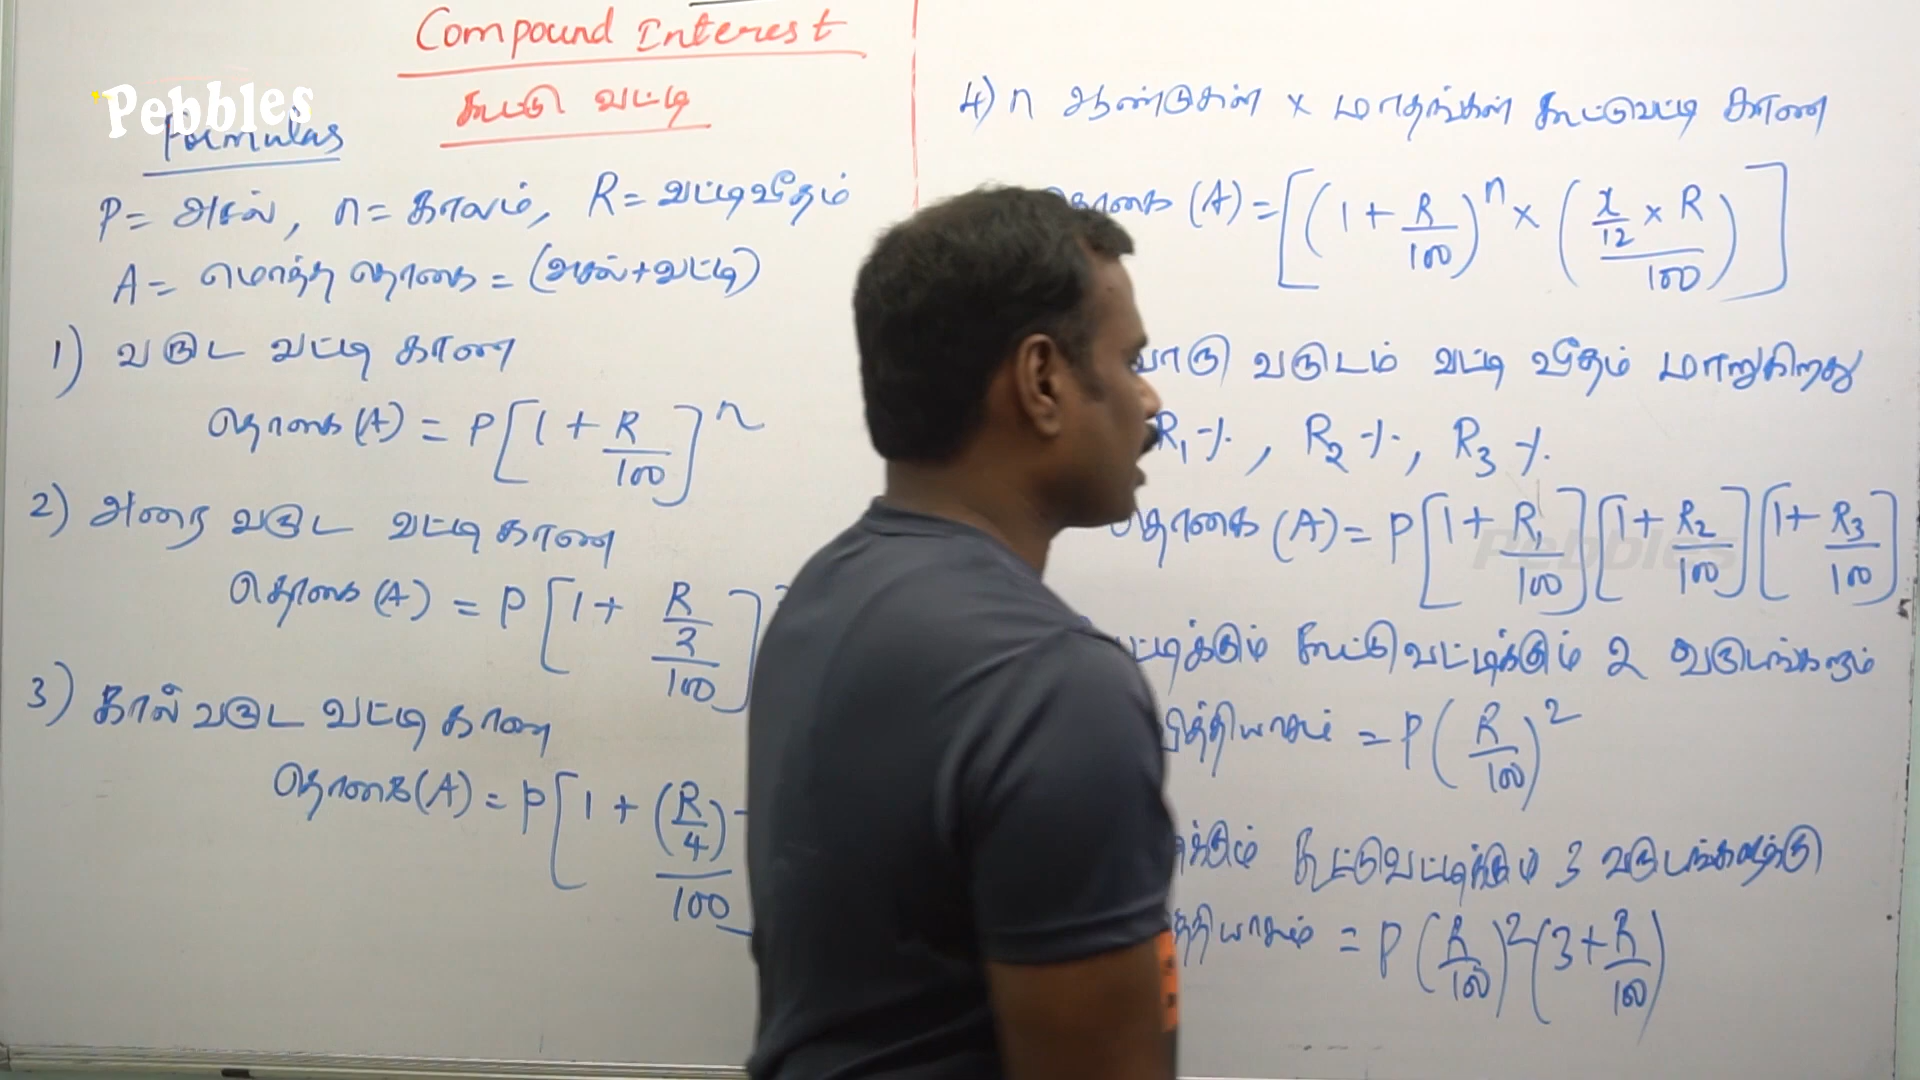 Compound Interest
கூட்டு வட்டி
Pebbles
Formulas
P = அசல், n = காலம், R = வட்டிவீதம்
A = மொத்த தொகை = (அசல் + வட்டி)
1) வருட வட்டி காண
தொகை (A) = P [1 + R/100]^n
2) அரை வருட வட்டி காண
தொகை (A) = P [1 + R/2/100]
3) கால் வருட வட்டி காண
தொகை (A) = P [1 + (R/4)/100
4) n ஆண்டுகள் x மாதங்கள் கூட்டுவட்டி காண
தொகை (A) = [(1 + R/100)^n × (x/12 × R/100)]
வருடம் வட்டி வீதம் மாறுகிறது
R1 %, R2 %, R3 %
தொகை (A) = P [1 + R1/100] [1 + R2/100] [1 + R3/100]
Pebbles
கூட்டுவட்டிக்கும் 2
= P (R/100)^2
கூட்டுவட்டிக்கும் 3 வருடங்களுக்கு
= P (R/100)^2 (3 + R/100)